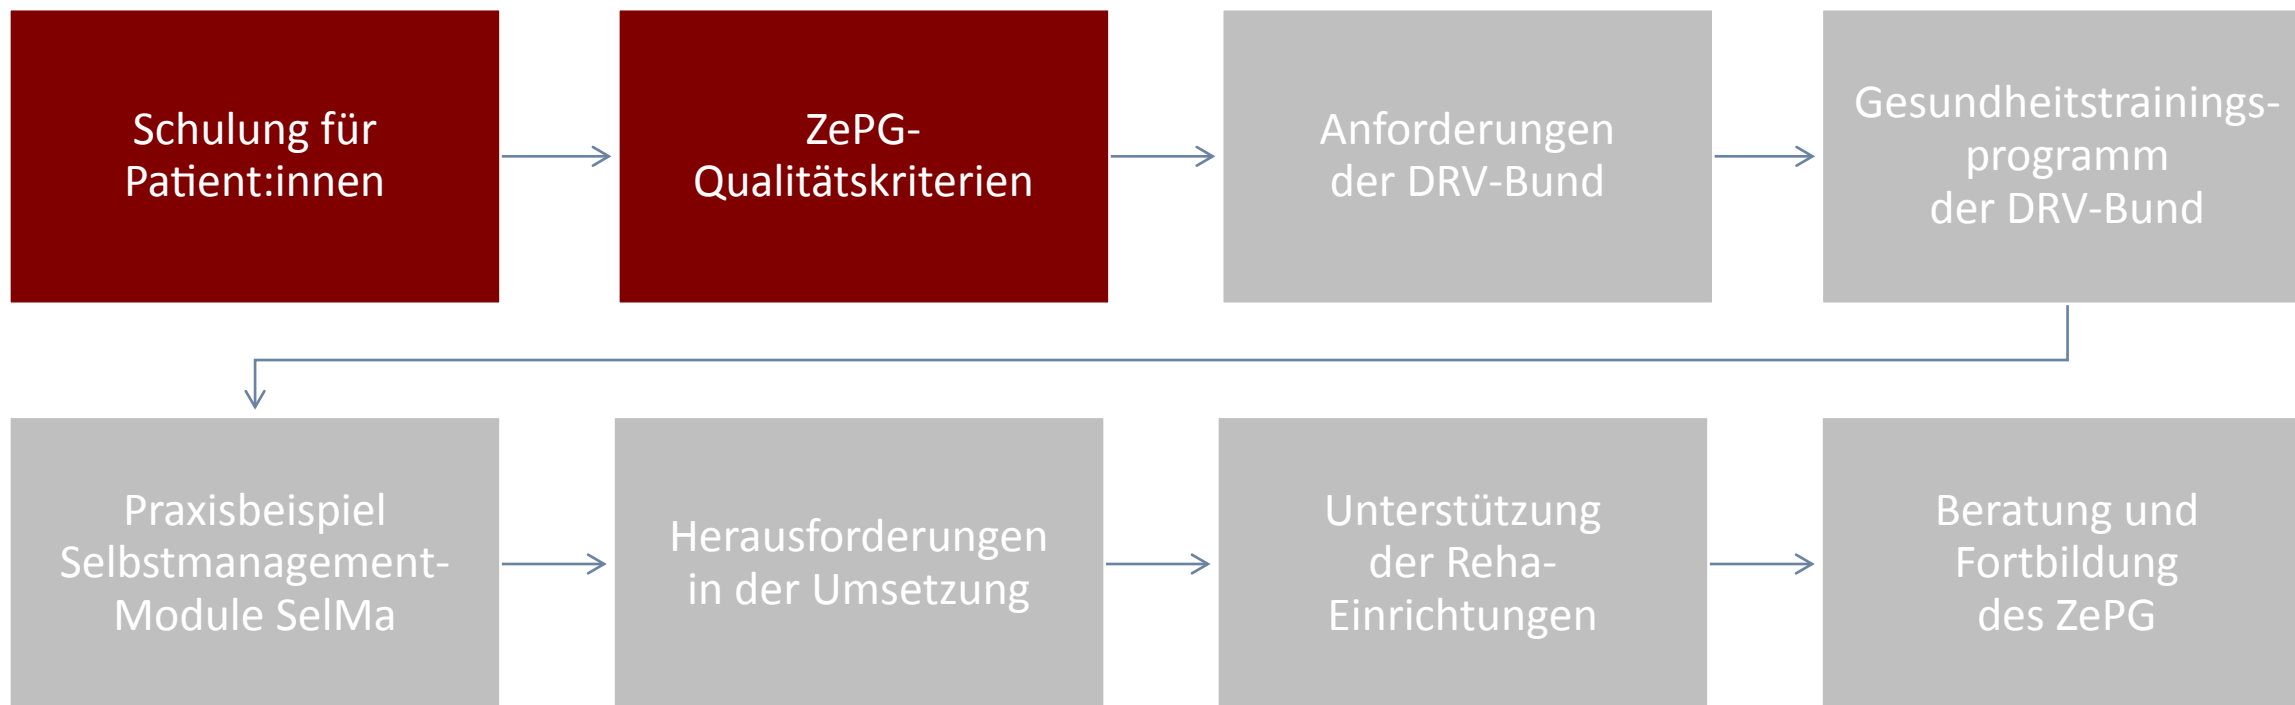 Schulung für
Patient:innen
ZePG-
Qualitätskriterien
Anforderungen
der DRV-Bund
Gesundheitstrainings-
programm
der DRV-Bund
Praxisbeispiel
Selbstmanagement-
Module SelMa
Herausforderungen
in der Umsetzung
Unterstützung
der Reha-
Einrichtungen
Beratung und
Fortbildung
des ZePG